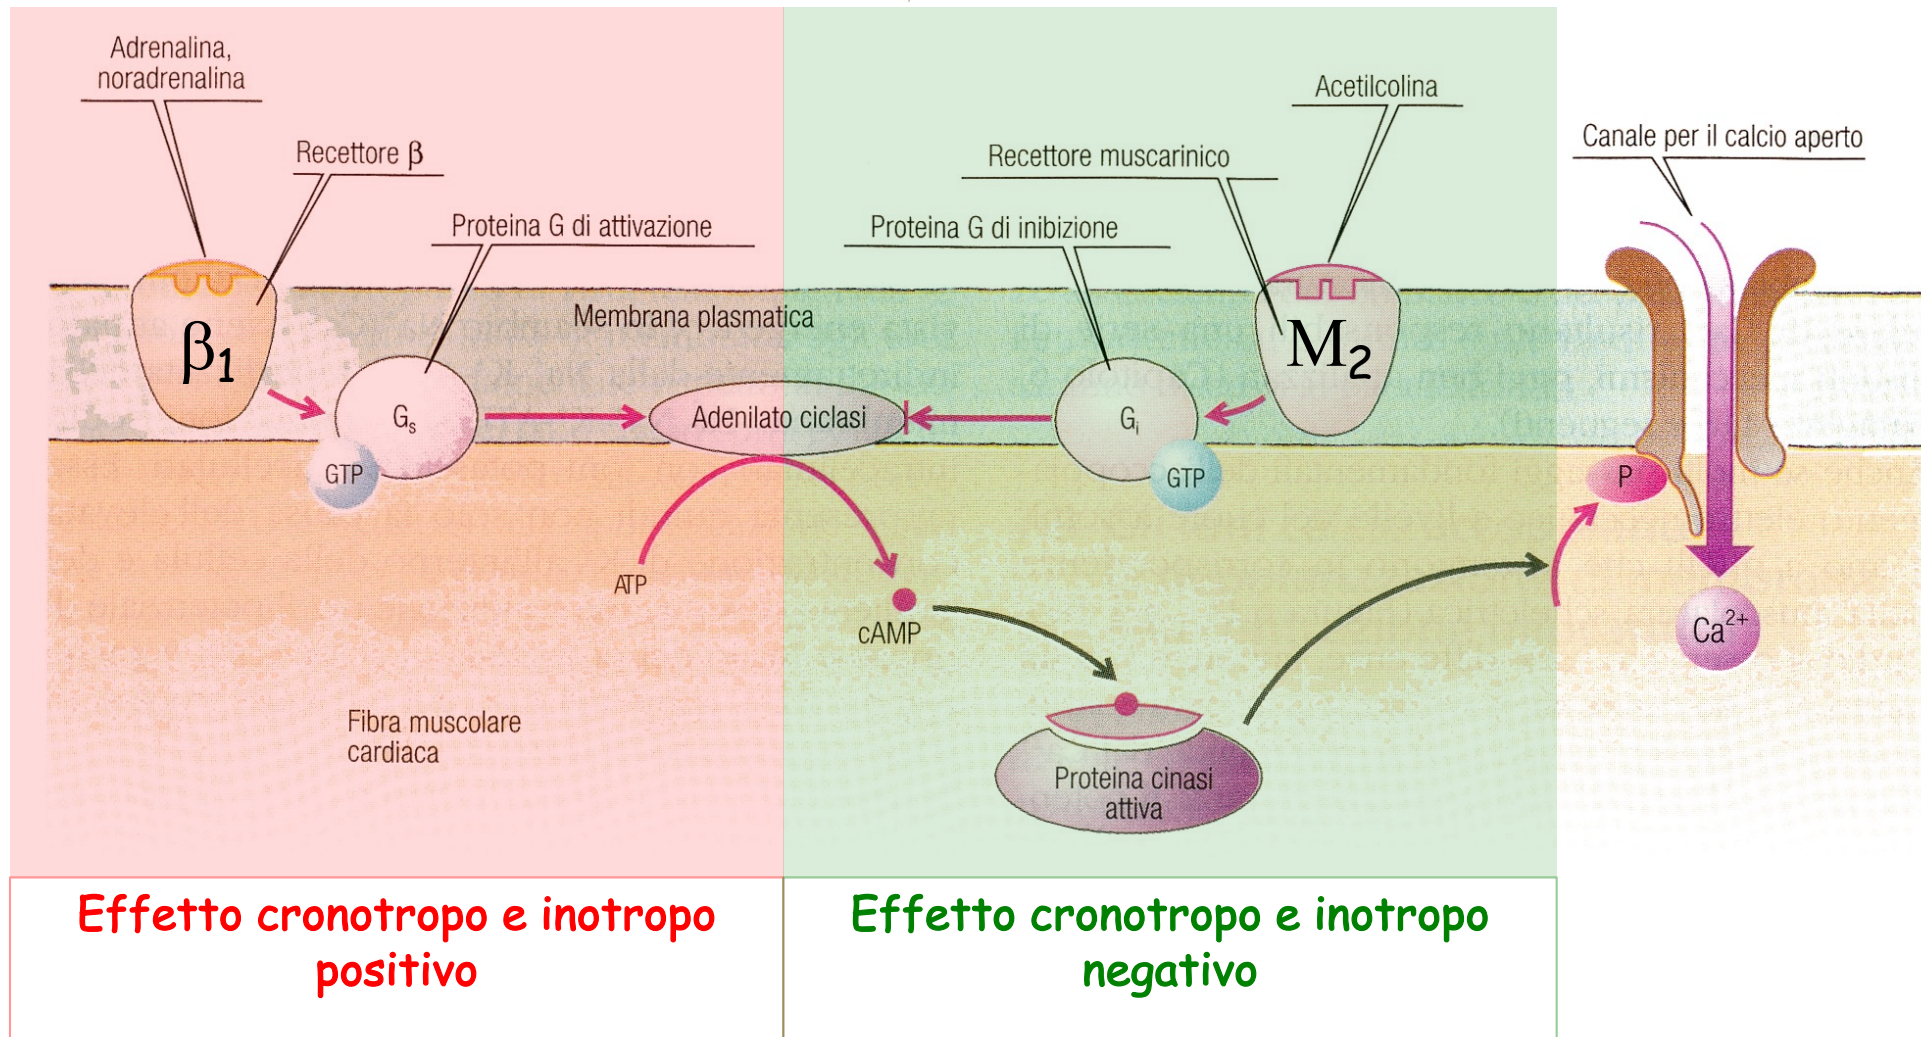 Adrenalina,
noradrenalina
Recettore β
Proteina G di attivazione
Acetilcolina
Recettore muscarinico
Proteina G di inibizione
Canale per il calcio aperto
Membrana plasmatica
β1
M2
Gs
GTP
Adenilato ciclasi
Gi
GTP
P
ATP
cAMP
Ca2+
Fibra muscolare
cardiaca
Proteina cinasi
attiva
Effetto cronotropo e inotropo
positivo
Effetto cronotropo e inotropo
negativo